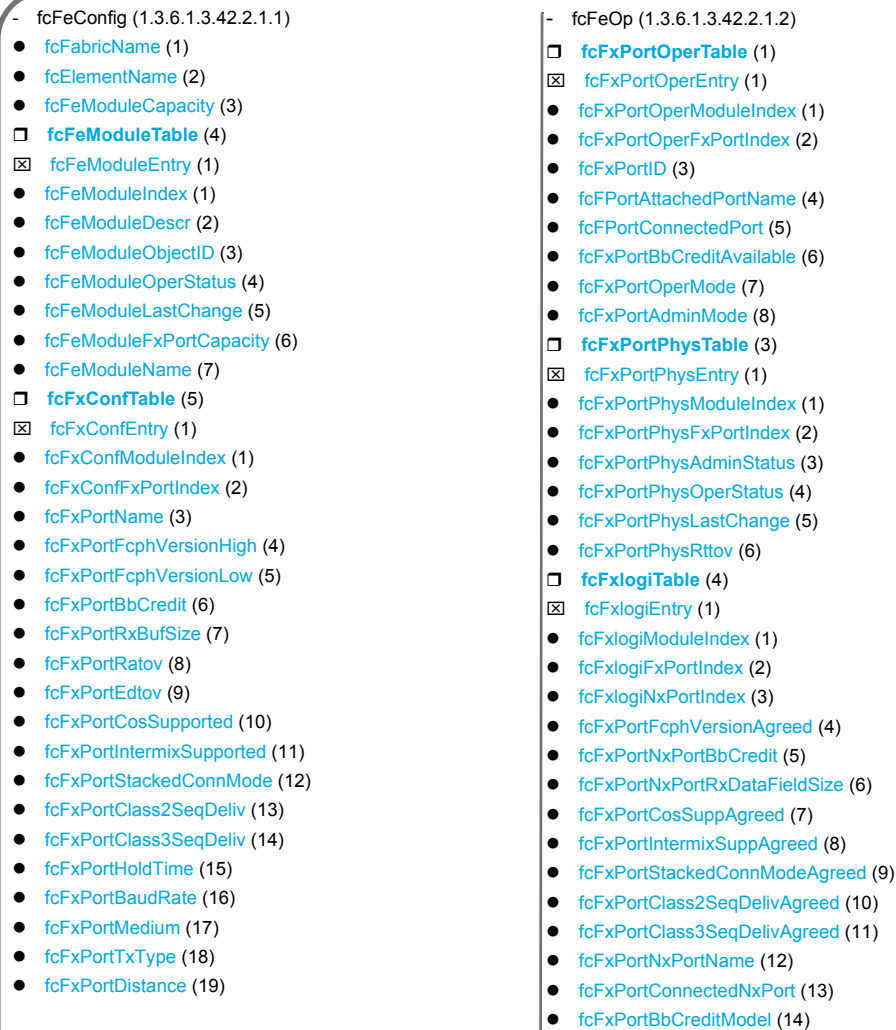 - fcFeConfig (1.3.6.1.3.42.2.1.1)
● fcFabricName (1)
● fcElementName (2)
● fcFeModuleCapacity (3)
❒ fcFeModuleTable (4)
☒ fcFeModuleEntry (1)
● fcFeModuleIndex (1)
● fcFeModuleDescr (2)
● fcFeModuleObjectID (3)
● fcFeModuleOperStatus (4)
● fcFeModuleLastChange (5)
● fcFeModuleFxPortCapacity (6)
● fcFeModuleName (7)
❒ fcFxConfTable (5)
☒ fcFxConfEntry (1)
● fcFxConfModuleIndex (1)
● fcFxConfFxPortIndex (2)
● fcFxPortName (3)
● fcFxPortFcphVersionHigh (4)
● fcFxPortFcphVersionLow (5)
● fcFxPortBbCredit (6)
● fcFxPortRxBufSize (7)
● fcFxPortRatov (8)
● fcFxPortEdtov (9)
● fcFxPortCosSupported (10)
● fcFxPortIntermixSupported (11)
● fcFxPortStackedConnMode (12)
● fcFxPortClass2SeqDeliv (13)
● fcFxPortClass3SeqDeliv (14)
● fcFxPortHoldTime (15)
● fcFxPortBaudRate (16)
● fcFxPortMedium (17)
● fcFxPortTxType (18)
● fcFxPortDistance (19)
- fcFeOp (1.3.6.1.3.42.2.1.2)
❒ fcFxPortOperTable (1)
☒ fcFxPortOperEntry (1)
● fcFxPortOperModuleIndex (1)
● fcFxPortOperFxPortIndex (2)
● fcFxPortID (3)
● fcFPortAttachedPortName (4)
● fcFPortConnectedPort (5)
● fcFxPortBbCreditAvailable (6)
● fcFxPortOperMode (7)
● fcFxPortAdminMode (8)
❒ fcFxPortPhysTable (3)
☒ fcFxPortPhysEntry (1)
● fcFxPortPhysModuleIndex (1)
● fcFxPortPhysFxPortIndex (2)
● fcFxPortPhysAdminStatus (3)
● fcFxPortPhysOperStatus (4)
● fcFxPortPhysLastChange (5)
● fcFxPortPhysRttov (6)
❒ fcFxlogiTable (4)
☒ fcFxlogiEntry (1)
● fcFxlogiModuleIndex (1)
● fcFxlogiFxPortIndex (2)
● fcFxlogiNxPortIndex (3)
● fcFxPortFcphVersionAgreed (4)
● fcFxPortNxPortBbCredit (5)
● fcFxPortNxPortRxDataFieldSize (6)
● fcFxPortCosSuppAgreed (7)
● fcFxPortIntermixSuppAgreed (8)
● fcFxPortStackedConnModeAgreed (9)
● fcFxPortClass2SeqDelivAgreed (10)
● fcFxPortClass3SeqDelivAgreed (11)
● fcFxPortNxPortName (12)
● fcFxPortConnectedNxPort (13)
● fcFxPortBbCreditModel (14)